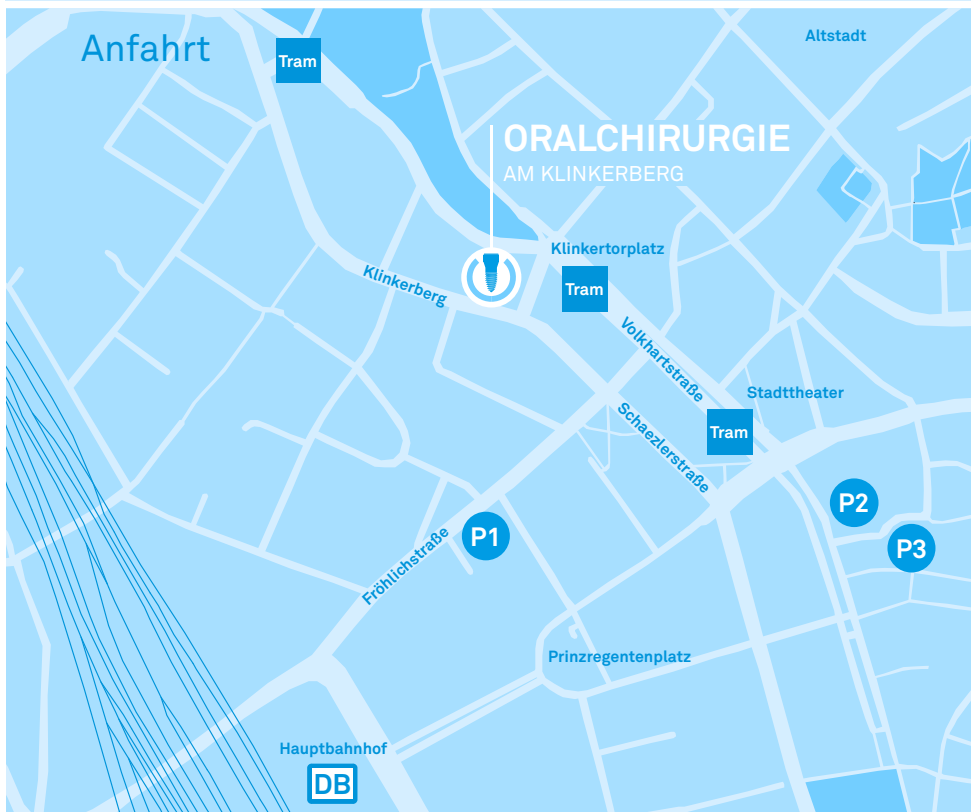 Anfahrt
Tram
Altstadt
ORALCHIRURGIE
AM KLINKERBERG
Klinkertorplatz
Klinkerberg
Tram
Volkhartstraße
Stadttheater
Schaezlerstraße
Tram
P2
P1
P3
Fröhlichstraße
Prinzregentenplatz
Hauptbahnhof
DB